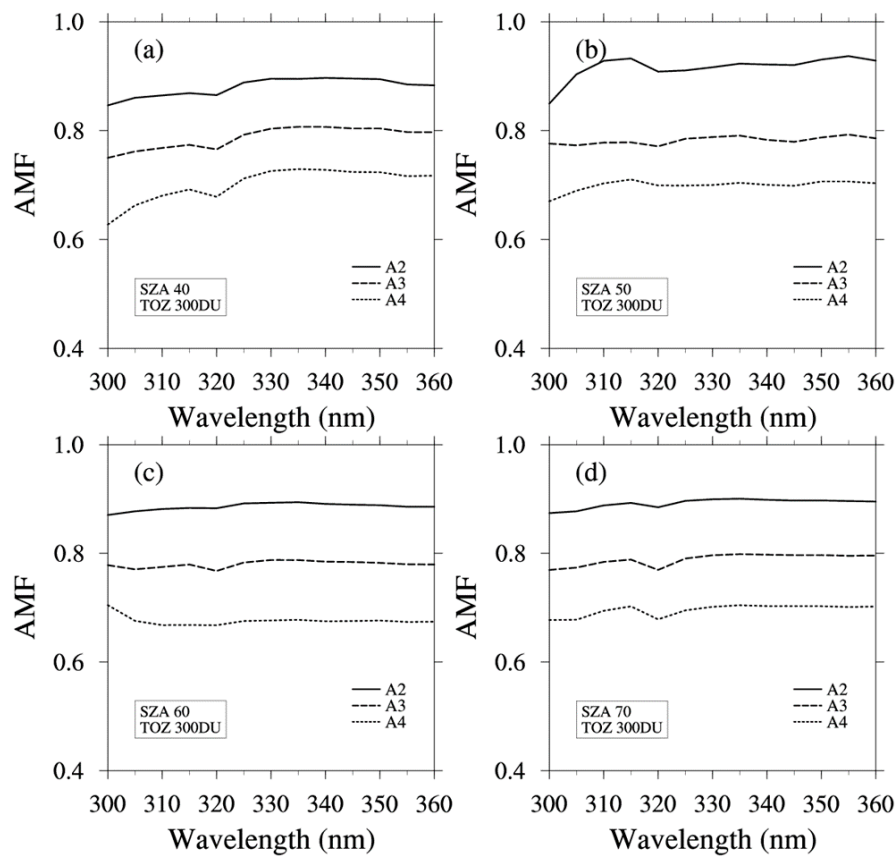 (a)
AMF
1.0
0.8
0.6
0.4
A2
A3
A4
SZA 40
TOZ 300DU
300 310 320 330 340 350 360
Wavelength (nm)
(b)
AMF
1.0
0.8
0.6
0.4
A2
A3
A4
SZA 50
TOZ 300DU
300 310 320 330 340 350 360
Wavelength (nm)
(c)
AMF
1.0
0.8
0.6
0.4
A2
A3
A4
SZA 60
TOZ 300DU
300 310 320 330 340 350 360
Wavelength (nm)
(d)
AMF
1.0
0.8
0.6
0.4
A2
A3
A4
SZA 70
TOZ 300DU
300 310 320 330 340 350 360
Wavelength (nm)